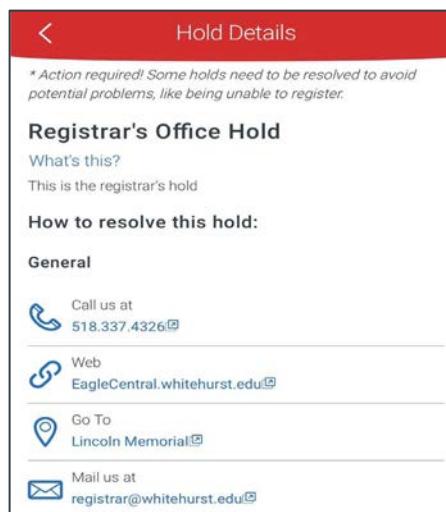 Hold Details
* Action required! Some holds need to be resolved to avoid
potential problems, like being unable to register.
Registrar's Office Hold
What's this?
This is the registrar's hold
How to resolve this hold:
General
Call us at
518.337.4326
Web
EagleCentral.whitehurst.edu
Go To
Lincoln Memorial
Mail us at
registrar@whitehurst.edu